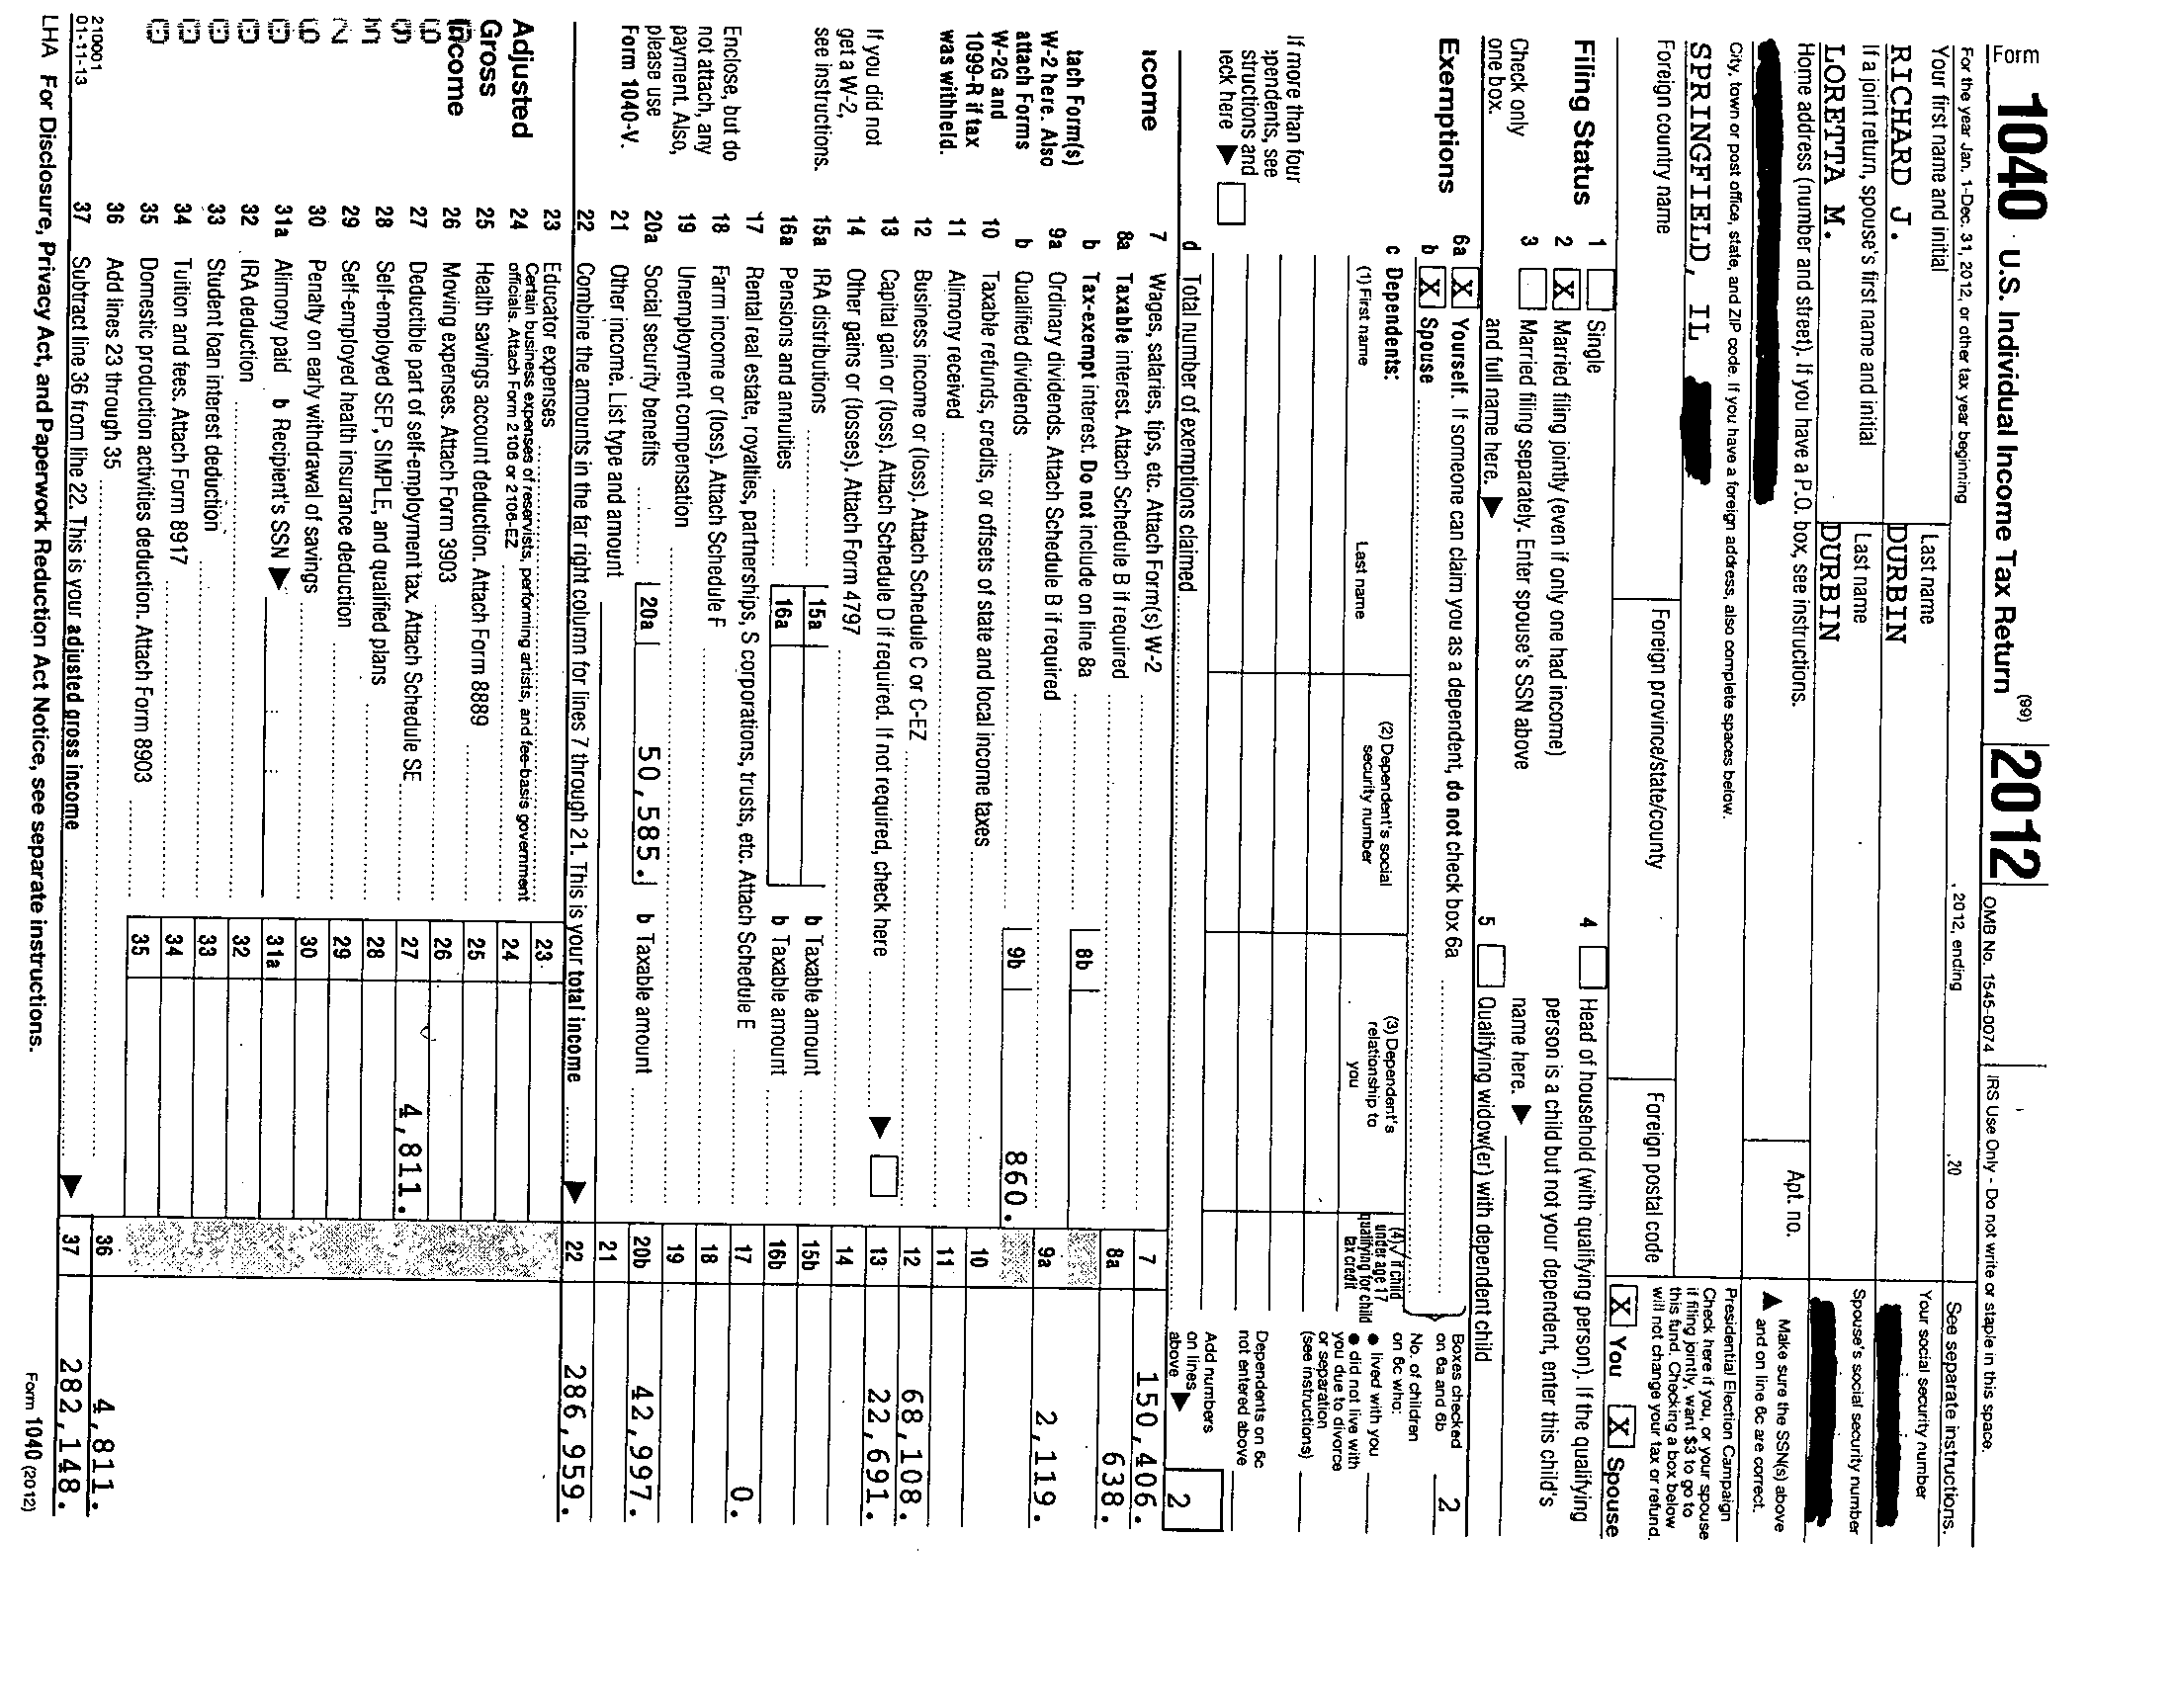 Form 1040 U.S. Individual Income Tax Return (99) 2012 OMB No. 1545-0074 IRS Use Only - Do not write or staple in this space.
For the year Jan. 1-Dec. 31, 2012, or other tax year beginning , 2012, ending , 20 See separate instructions.
Your first name and initial Last name Your social security number
RICHARD J. DURBIN
If a joint return, spouse's first name and initial Last name Spouse's social security number
LORETTA M. DURBIN
Home address (number and street). If you have a P.O. box, see instructions. Apt. no.
▲ Make sure the SSN(s) above and on line 6c are correct.
City, town or post office, state, and ZIP code. If you have a foreign address, also complete spaces below.
SPRINGFIELD, IL
Presidential Election Campaign
Check here if you, or your spouse
if filing jointly, want $3 to go to
this fund. Checking a box below
will not change your tax or refund.
X You X Spouse
Foreign country name Foreign province/state/county Foreign postal code
Filing Status
Check only
one box.
1 Single
2 X Married filing jointly (even if only one had income)
3 Married filing separately. Enter spouse's SSN above
and full name here. ►
4 Head of household (with qualifying person). If the qualifying
person is a child but not your dependent, enter this child's
name here. ►
5 Qualifying widow(er) with dependent child
Exemptions
6a X Yourself. If someone can claim you as a dependent, do not check box 6a
b X Spouse
Boxes checked
on 6a and 6b 2
c Dependents:
(1) First name Last name
(2) Dependent's social
security number
(3) Dependent's
relationship to
you
(4) √ if child
under age 17
qualifying for child
tax credit
No. of children
on 6c who:
● lived with you
● did not live with
you due to divorce
or separation
(see instructions)
Dependents on 6c
not entered above
If more than four
pendents, see
structions and
eck here ►
d Total number of exemptions claimed
Add numbers
on lines
above ► 2
ncome
tach Form(s)
W-2 here. Also
attach Forms
W-2G and
1099-R if tax
was withheld.
If you did not
get a W-2,
see instructions.
Enclose, but do
not attach, any
payment. Also,
please use
Form 1040-V.
7 Wages, salaries, tips, etc. Attach Form(s) W-2 7 150,406.
8a Taxable interest. Attach Schedule B if required 8a 638.
b Tax-exempt interest. Do not include on line 8a 8b
9a Ordinary dividends. Attach Schedule B if required 9a 2,119.
b Qualified dividends 9b 860.
10 Taxable refunds, credits, or offsets of state and local income taxes 10
11 Alimony received 11
12 Business income or (loss). Attach Schedule C or C-EZ 12 68,108.
13 Capital gain or (loss). Attach Schedule D if required. If not required, check here ► 13 22,691.
14 Other gains or (losses). Attach Form 4797 14
15a IRA distributions 15a b Taxable amount 15b
16a Pensions and annuities 16a b Taxable amount 16b
17 Rental real estate, royalties, partnerships, S corporations, trusts, etc. Attach Schedule E 17 0.
18 Farm income or (loss). Attach Schedule F 18
19 Unemployment compensation 19
20a Social security benefits 20a 50,585. b Taxable amount 20b 42,997.
21 Other income. List type and amount 21
22 Combine the amounts in the far right column for lines 7 through 21. This is your total income ► 22 286,959.
Adjusted
Gross
Income
23 Educator expenses 23
24 Certain business expenses of reservists, performing artists, and fee-basis government
officials. Attach Form 2106 or 2106-EZ 24
25 Health savings account deduction. Attach Form 8889 25
26 Moving expenses. Attach Form 3903 26
27 Deductible part of self-employment tax. Attach Schedule SE 27 4,811.
28 Self-employed SEP, SIMPLE, and qualified plans 28
29 Self-employed health insurance deduction 29
30 Penalty on early withdrawal of savings 30
31a Alimony paid b Recipient's SSN ► 31a
32 IRA deduction 32
33 Student loan interest deduction 33
34 Tuition and fees. Attach Form 8917 34
35 Domestic production activities deduction. Attach Form 8903 35
36 Add lines 23 through 35 36 4,811.
37 Subtract line 36 from line 22. This is your adjusted gross income ► 37 282,148.
210001
01-11-13
LHA For Disclosure, Privacy Act, and Paperwork Reduction Act Notice, see separate instructions. Form 1040 (2012)